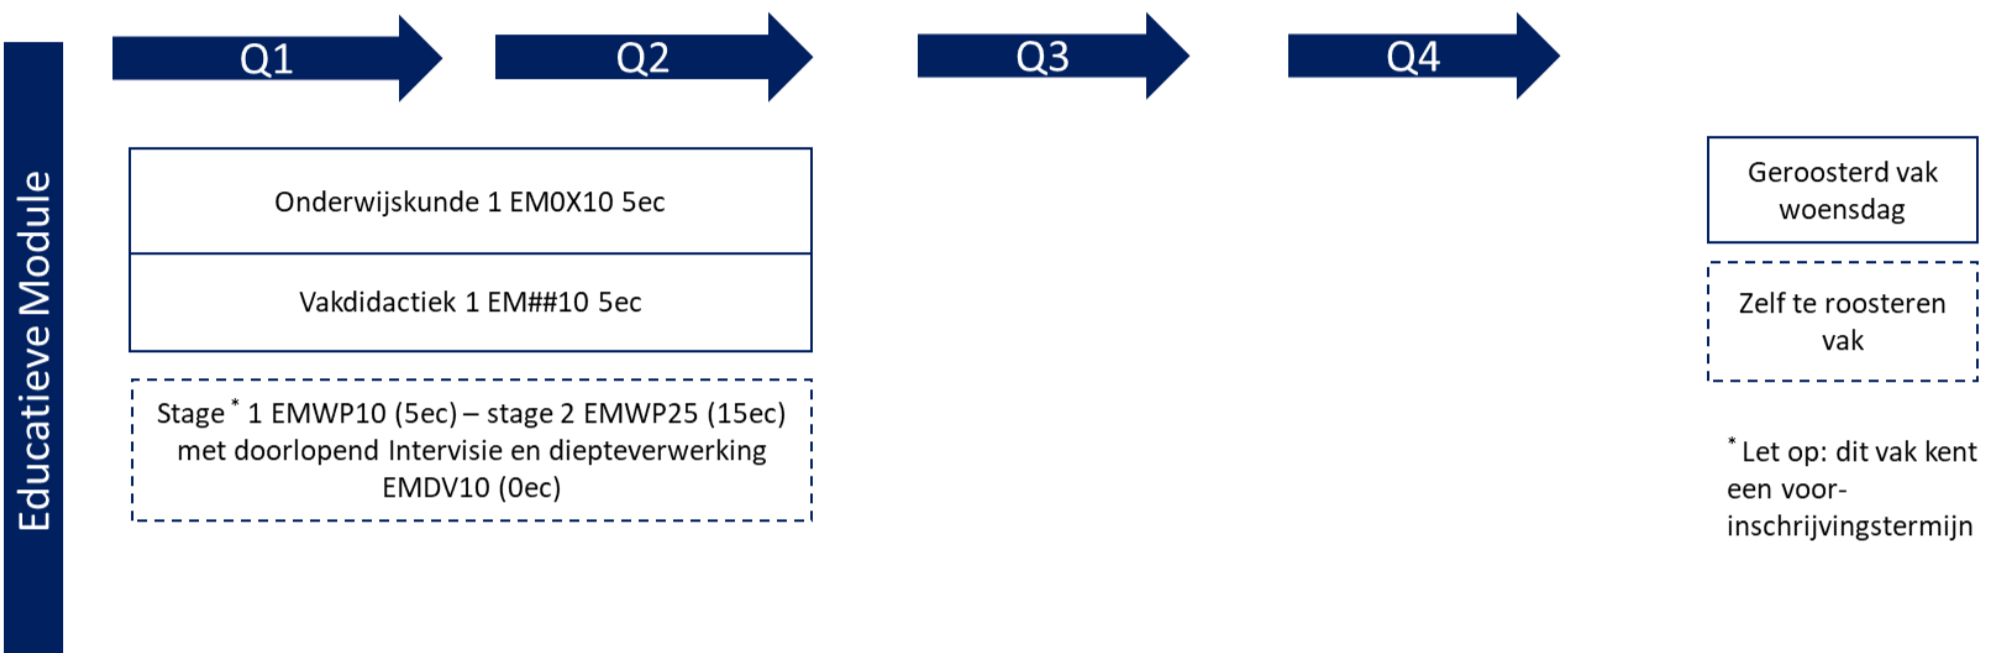 Educatieve Module
Q1
Q2
Q3
Q4
Onderwijskunde 1 EM0X10 5ec
Vakdidactiek 1 EM##10 5ec
Stage * 1 EMWP10 (5ec) – stage 2 EMWP25 (15ec)
met doorlopend Intervisie en diepteverwerking
EMDV10 (0ec)
Geroosterd vak
woensdag
Zelf te roosteren
vak
* Let op: dit vak kent
een voor-
inschrijvingstermijn